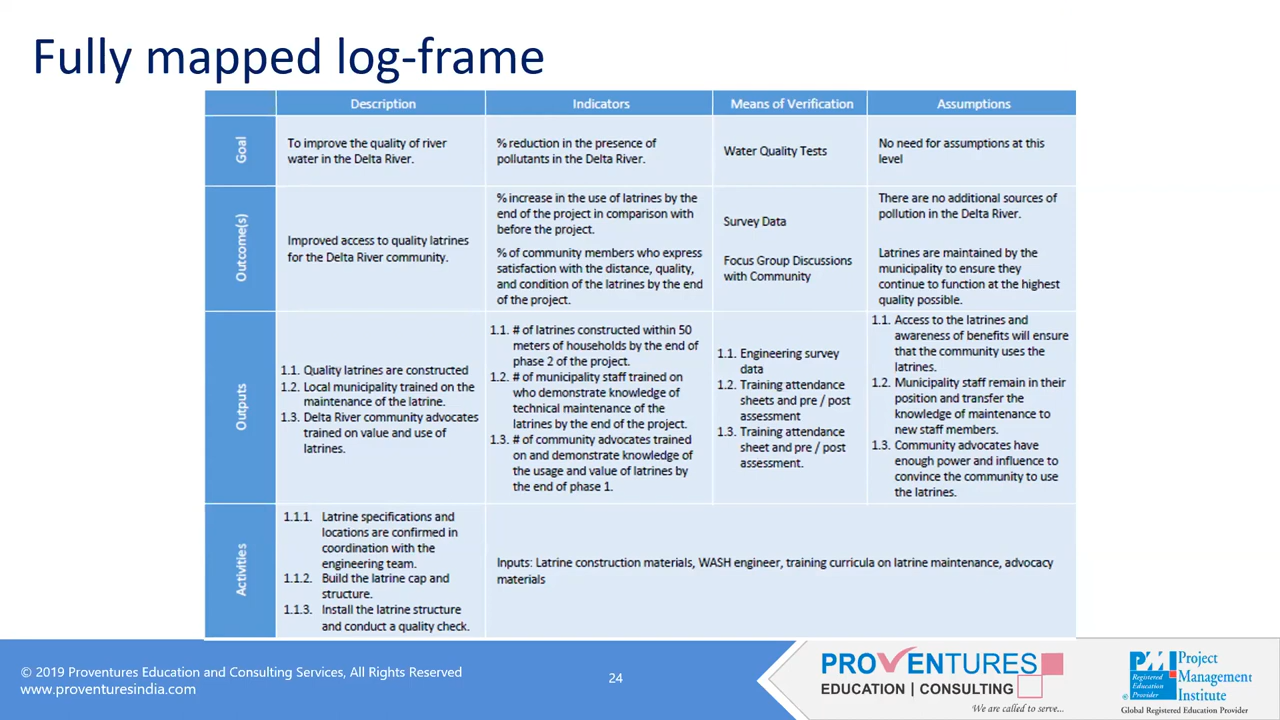 Fully mapped log-frame
Description
Indicators
Means of Verification
Assumptions
Goal
To improve the quality of river
water in the Delta River.
% reduction in the presence of
pollutants in the Delta River.
Water Quality Tests
No need for assumptions at this
level
Outcome(s)
Improved access to quality latrines
for the Delta River community.
% increase in the use of latrines by the
end of the project in comparison with
before the project.
% of community members who express
satisfaction with the distance, quality,
and condition of the latrines by the end
of the project.
Survey Data
Focus Group Discussions
with Community
There are no additional sources of
pollution in the Delta River.
Latrines are maintained by the
municipality to ensure they
continue to function at the highest
quality possible.
Outputs
1.1. Quality latrines are constructed
1.2. Local municipality trained on the
maintenance of the latrine.
1.3. Delta River community advocates
trained on value and use of
latrines.
1.1. # of latrines constructed within 50
meters of households by the end of
phase 2 of the project.
1.2. # of municipality staff trained on
who demonstrate knowledge of
technical maintenance of the
latrines by the end of the project.
1.3. # of community advocates trained
on and demonstrate knowledge of
the usage and value of latrines by
the end of phase 1.
1.1. Engineering survey
data
1.2. Training attendance
sheets and pre / post
assessment
1.3. Training attendance
sheet and pre / post
assessment.
1.1. Access to the latrines and
awareness of benefits will ensure
that the community uses the
latrines.
1.2. Municipality staff remain in their
position and transfer the
knowledge of maintenance to
new staff members.
1.3. Community advocates have
enough power and influence to
convince the community to use
the latrines.
Activities
1.1.1. Latrine specifications and
locations are confirmed in
coordination with the
engineering team.
1.1.2. Build the latrine cap and
structure.
1.1.3. Install the latrine structure
and conduct a quality check.
Inputs: Latrine construction materials, WASH engineer, training curricula on latrine maintenance, advocacy
materials
© 2019 Proventures Education and Consulting Services, All Rights Reserved
www.proventuresindia.com
24
PROVENTURES
EDUCATION | CONSULTING
We are called to serve...
PMI
Registered
Education
Provider
®
Project
Management
Institute
Global Registered Education Provider